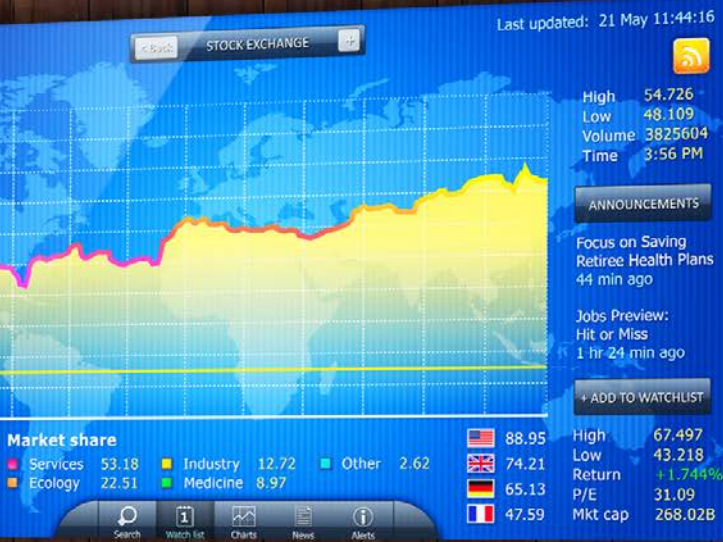 Last updated: 21 May 11:44:16
< Back STOCK EXCHANGE +
High 54.726
Low 48.109
Volume 3825604
Time 3:56 PM
ANNOUNCEMENTS
Focus on Saving
Retiree Health Plans
44 min ago
Jobs Preview:
Hit or Miss
1 hr 24 min ago
+ ADD TO WATCHLIST
High 67.497
Low 43.218
Return +1.744%
P/E 31.09
Mkt cap 268.02B
Market share
Services 53.18 Industry 12.72 Other 2.62
Ecology 22.51 Medicine 8.97
88.95
74.21
65.13
47.59
1
Search Watch list Charts News Alerts